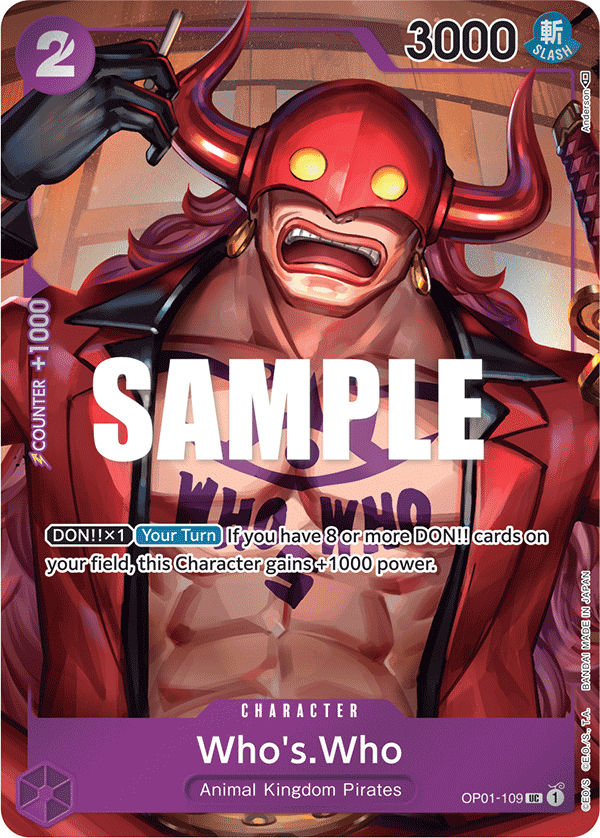 2
3000
斬
SLASH
Anderson
COUNTER +1000
SAMPLE
WHO WHO
DON!!×1 Your Turn If you have 8 or more DON!! cards on
your field, this Character gains +1000 power.
CHARACTER
Who's.Who
Animal Kingdom Pirates
OP01-109 UC 1
©EO/S ©E.O./S., T.A. BANDAI MADE IN JAPAN